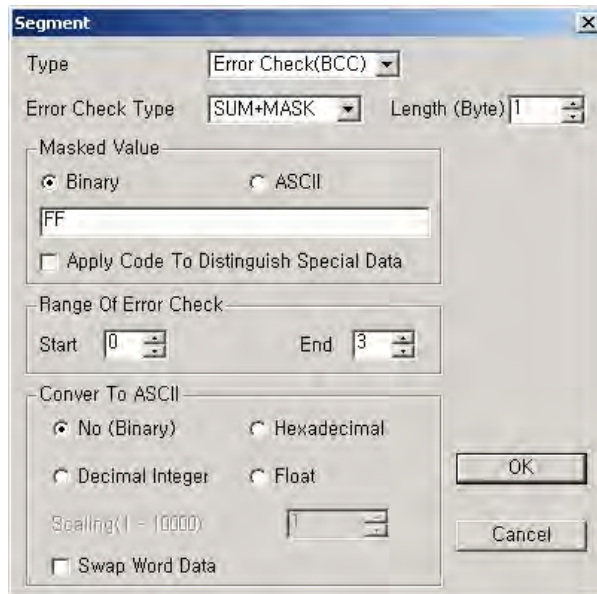 Segment
Type Error Check(BCC)
Error Check Type SUM+MASK Length (Byte) 1
Masked Value
Binary ASCII
FF
Apply Code To Distinguish Special Data
Range Of Error Check
Start 0 End 3
Conver To ASCII
No (Binary) Hexadecimal
Decimal Integer Float
Scaling(1 - 10000) 1
Swap Word Data
OK
Cancel